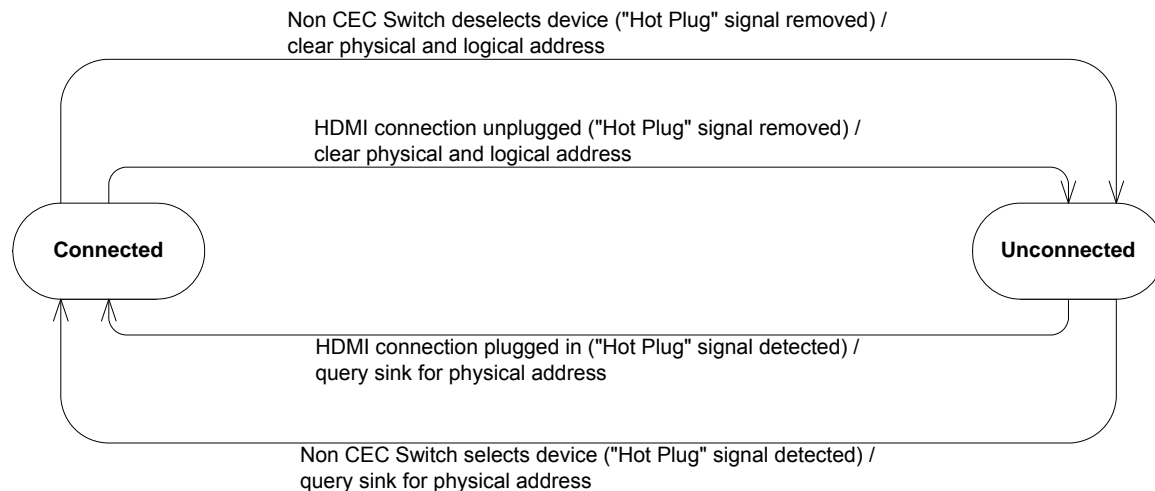 Non CEC Switch deselects device ("Hot Plug" signal removed) /
clear physical and logical address
HDMI connection unplugged ("Hot Plug" signal removed) /
clear physical and logical address
Connected
Unconnected
HDMI connection plugged in ("Hot Plug" signal detected) /
query sink for physical address
Non CEC Switch selects device ("Hot Plug" signal detected) /
query sink for physical address